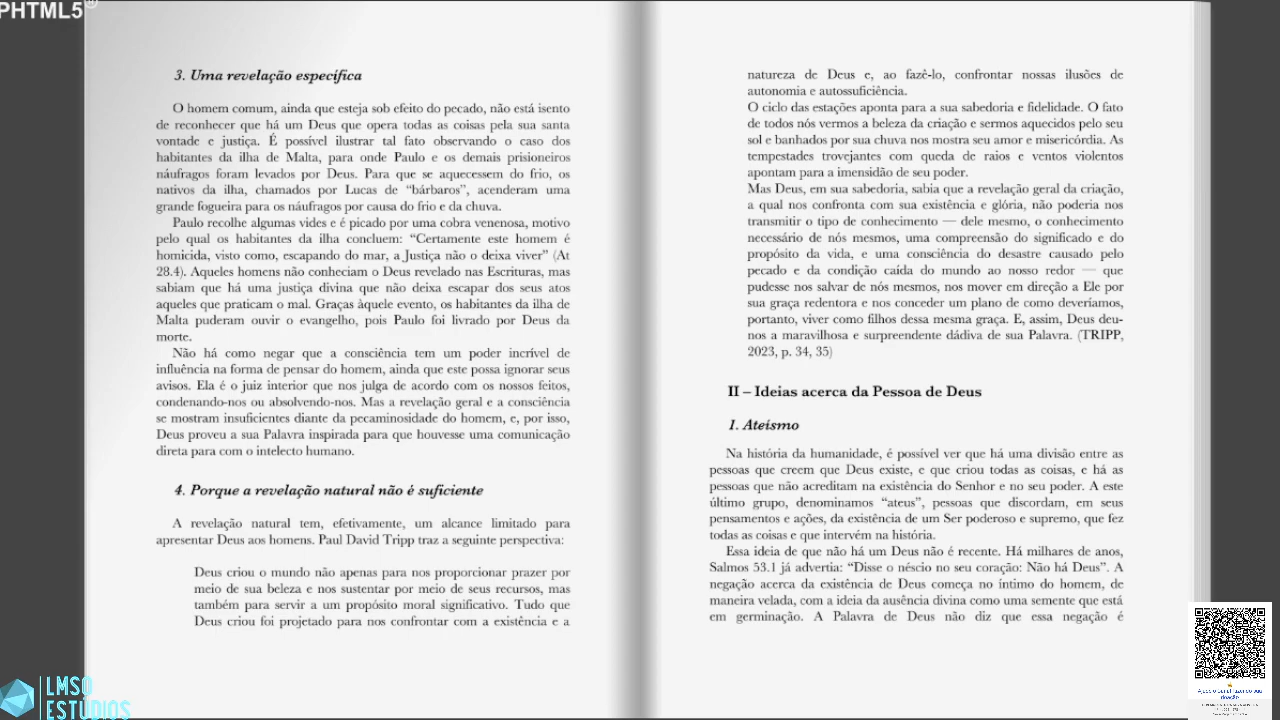 PHTML5®
3. Uma revelação específica
O homem comum, ainda que esteja sob efeito do pecado, não está isento
de reconhecer que há um Deus que opera todas as coisas pela sua santa
vontade e justiça. É possível ilustrar tal fato observando o caso dos
habitantes da ilha de Malta, para onde Paulo e os demais prisioneiros
náufragos foram levados por Deus. Para que se aquecessem do frio, os
nativos da ilha, chamados por Lucas de “bárbaros”, acenderam uma
grande fogueira para os náufragos por causa do frio e da chuva.
Paulo recolhe algumas vides e é picado por uma cobra venenosa, motivo
pelo qual os habitantes da ilha concluem: “Certamente este homem é
homicida, visto como, escapando do mar, a Justiça não o deixa viver” (At
28.4). Aqueles homens não conheciam o Deus revelado nas Escrituras, mas
sabiam que há uma justiça divina que não deixa escapar dos seus atos
aqueles que praticam o mal. Graças àquele evento, os habitantes da ilha de
Malta puderam ouvir o evangelho, pois Paulo foi livrado por Deus da
morte.
Não há como negar que a consciência tem um poder incrível de
influência na forma de pensar do homem, ainda que este possa ignorar seus
avisos. Ela é o juiz interior que nos julga de acordo com os nossos feitos,
condenando-nos ou absolvendo-nos. Mas a revelação geral e a consciência
se mostram insuficientes diante da pecaminosidade do homem, e, por isso,
Deus proveu a sua Palavra inspirada para que houvesse uma comunicação
direta para com o intelecto humano.
4. Porque a revelação natural não é suficiente
A revelação natural tem, efetivamente, um alcance limitado para
apresentar Deus aos homens. Paul David Tripp traz a seguinte perspectiva:
Deus criou o mundo não apenas para nos proporcionar prazer por
meio de sua beleza e nos sustentar por meio de seus recursos, mas
também para servir a um propósito moral significativo. Tudo que
Deus criou foi projetado para nos confrontar com a existência e a
natureza de Deus e, ao fazê-lo, confrontar nossas ilusões de
autonomia e autossuficiência.
O ciclo das estações aponta para a sua sabedoria e fidelidade. O fato
de todos nós vermos a beleza da criação e sermos aquecidos pelo seu
sol e banhados por sua chuva nos mostra seu amor e misericórdia. As
tempestades trovejantes com queda de raios e ventos violentos
apontam para a imensidão de seu poder.
Mas Deus, em sua sabedoria, sabia que a revelação geral da criação,
a qual nos confronta com sua existência e glória, não poderia nos
transmitir o tipo de conhecimento — dele mesmo, o conhecimento
necessário de nós mesmos, uma compreensão do significado e do
propósito da vida, e uma consciência do desastre causado pelo
pecado e da condição caída do mundo ao nosso redor — que
pudesse nos salvar de nós mesmos, nos mover em direção a Ele por
sua graça redentora e nos conceder um plano de como deveríamos,
portanto, viver como filhos dessa mesma graça. E, assim, Deus deu-
nos a maravilhosa e surpreendente dádiva de sua Palavra. (TRIPP,
2023, p. 34, 35)
II – Ideias acerca da Pessoa de Deus
1. Ateísmo
Na história da humanidade, é possível ver que há uma divisão entre as
pessoas que creem que Deus existe, e que criou todas as coisas, e há as
pessoas que não acreditam na existência do Senhor e no seu poder. A este
último grupo, denominamos “ateus”, pessoas que discordam, em seus
pensamentos e ações, da existência de um Ser poderoso e supremo, que fez
todas as coisas e que intervém na história.
Essa ideia de que não há um Deus não é recente. Há milhares de anos,
Salmos 53.1 já advertia: “Disse o néscio no seu coração: Não há Deus”. A
negação acerca da existência de Deus começa no íntimo do homem, de
maneira velada, com a ideia da ausência divina como uma semente que está
em germinação. A Palavra de Deus não diz que essa negação é
LMSO
ESTÚDIOS